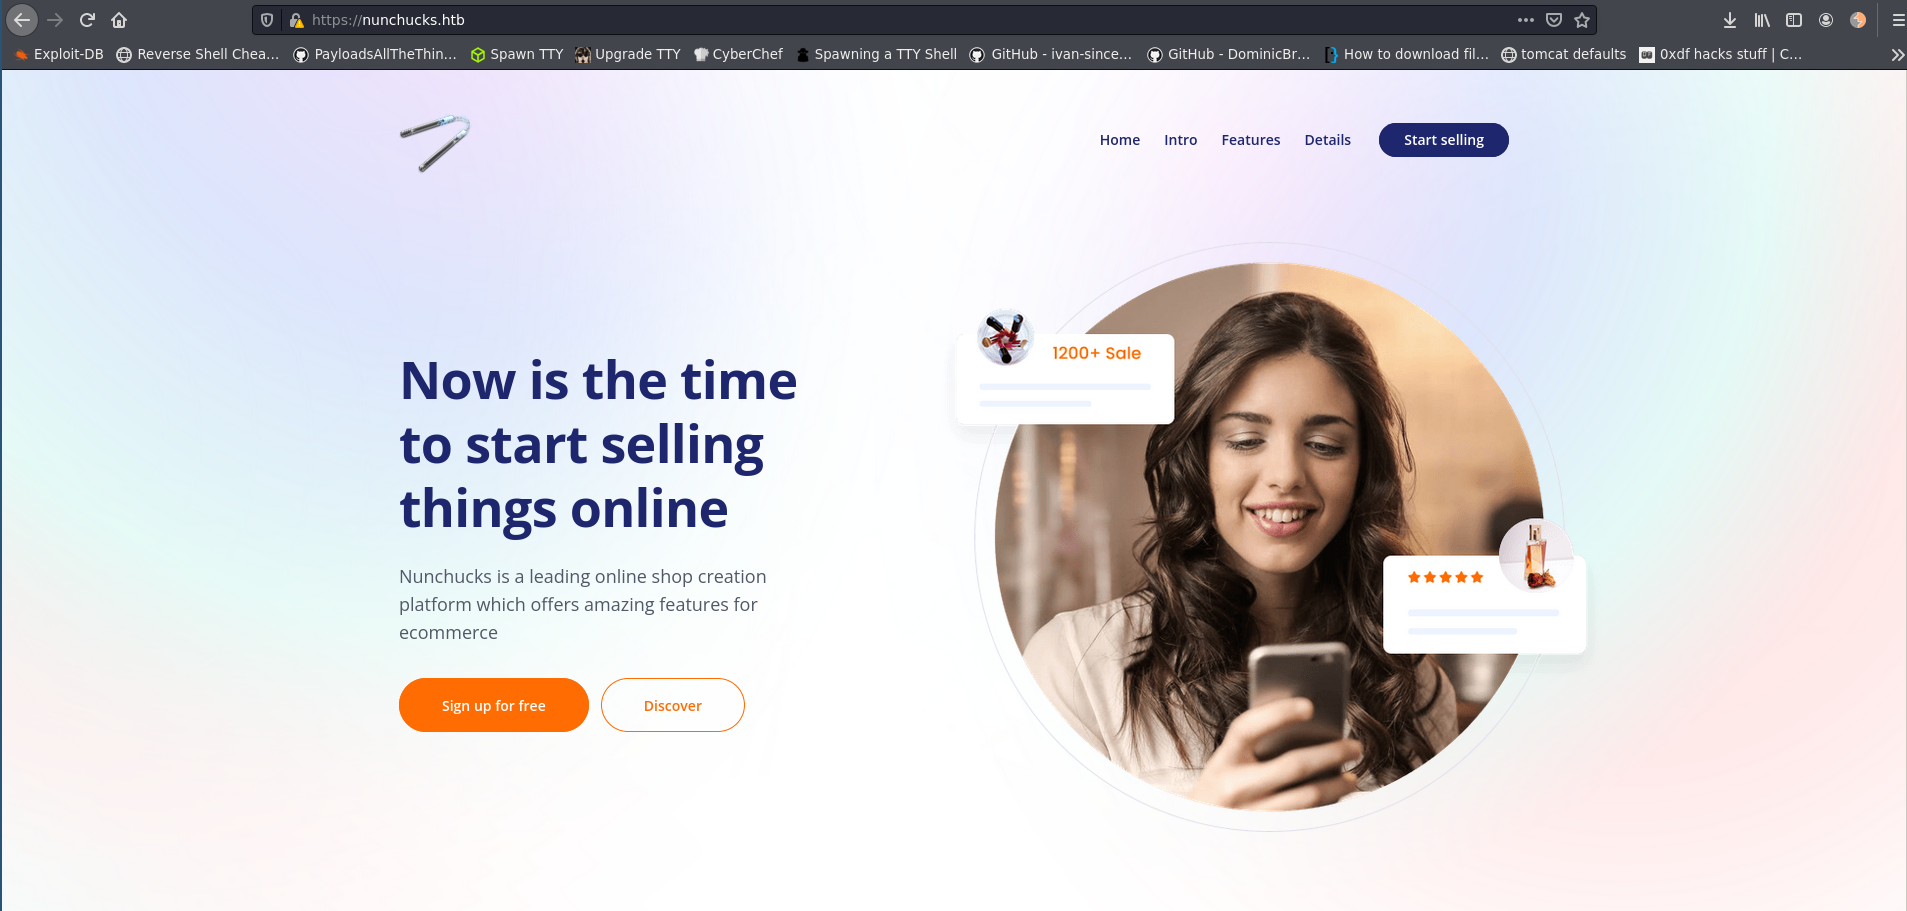 https://nunchucks.htb
Exploit-DB Reverse Shell Chea... PayloadsAllTheThin... Spawn TTY Upgrade TTY CyberChef Spawning a TTY Shell GitHub - ivan-since... GitHub - DominicBr... How to download fil... tomcat defaults 0xdf hacks stuff | C...
Home Intro Features Details Start selling
1200+ Sale
Now is the time
to start selling
things online
Nunchucks is a leading online shop creation
platform which offers amazing features for
ecommerce
Sign up for free Discover